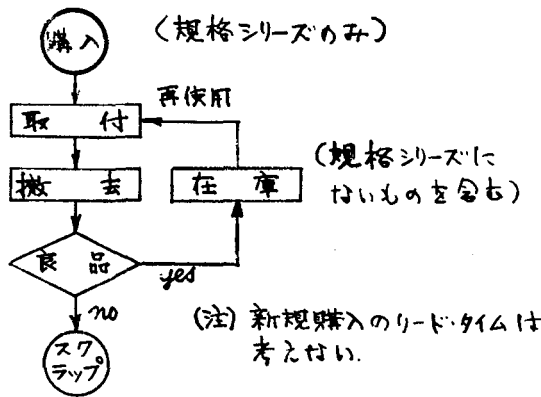 購入
(規格シリーズのみ)
再使用
取付
撤去
在庫
(規格シリーズに
ないものを含む)
良品
yes
no
(注) 新規購入のリード・タイムは
考えない.
スク
ラップ